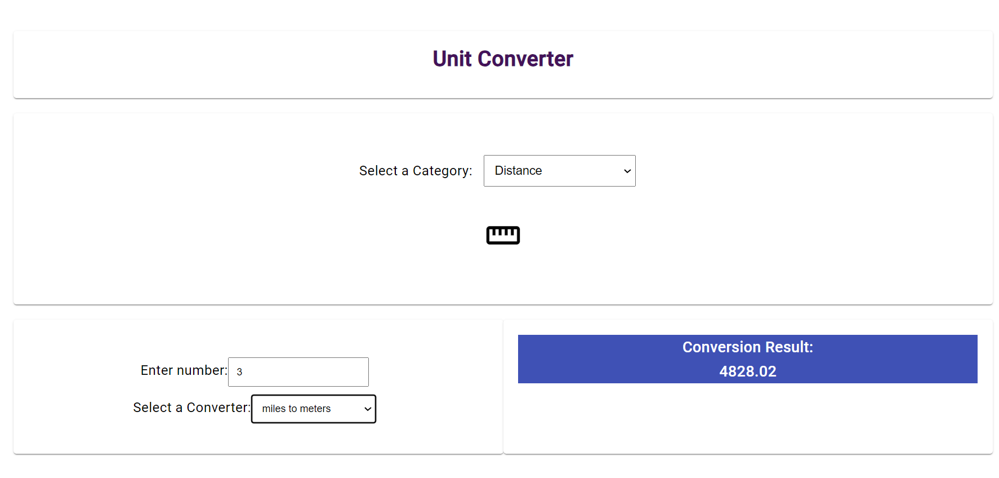 Unit Converter
Select a Category: Distance
Enter number: 3
Select a Converter: miles to meters
Conversion Result:
4828.02